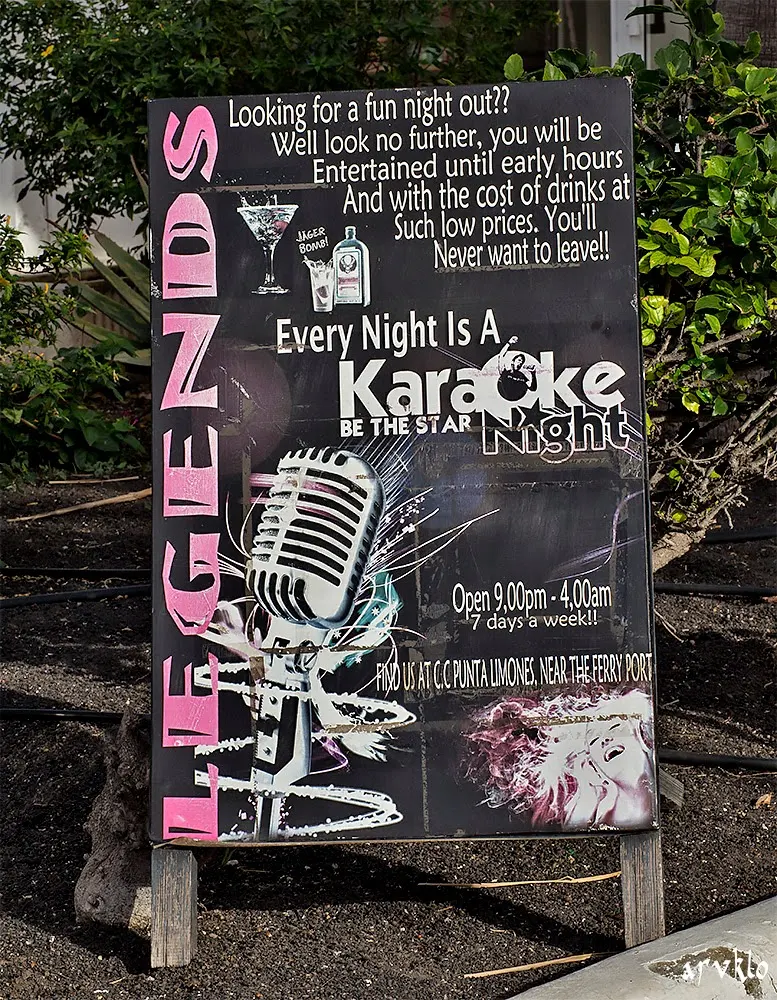 LEGENDS
Looking for a fun night out??
Well look no further, you will be
Entertained until early hours
And with the cost of drinks at
Such low prices. You'll
Never want to leave!!
JÄGER
BOMB!
Every Night Is A
Karaoke
BE THE STAR Night
Open 9,00pm - 4,00am
7 days a week!!
FIND US AT C.C PUNTA LIMONES, NEAR THE FERRY PORT
arvkto